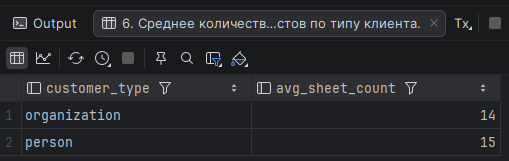 Output
6. Среднее количеств...стов по типу клиента.
Tx
customer_type
avg_sheet_count
1 organization 14
2 person 15